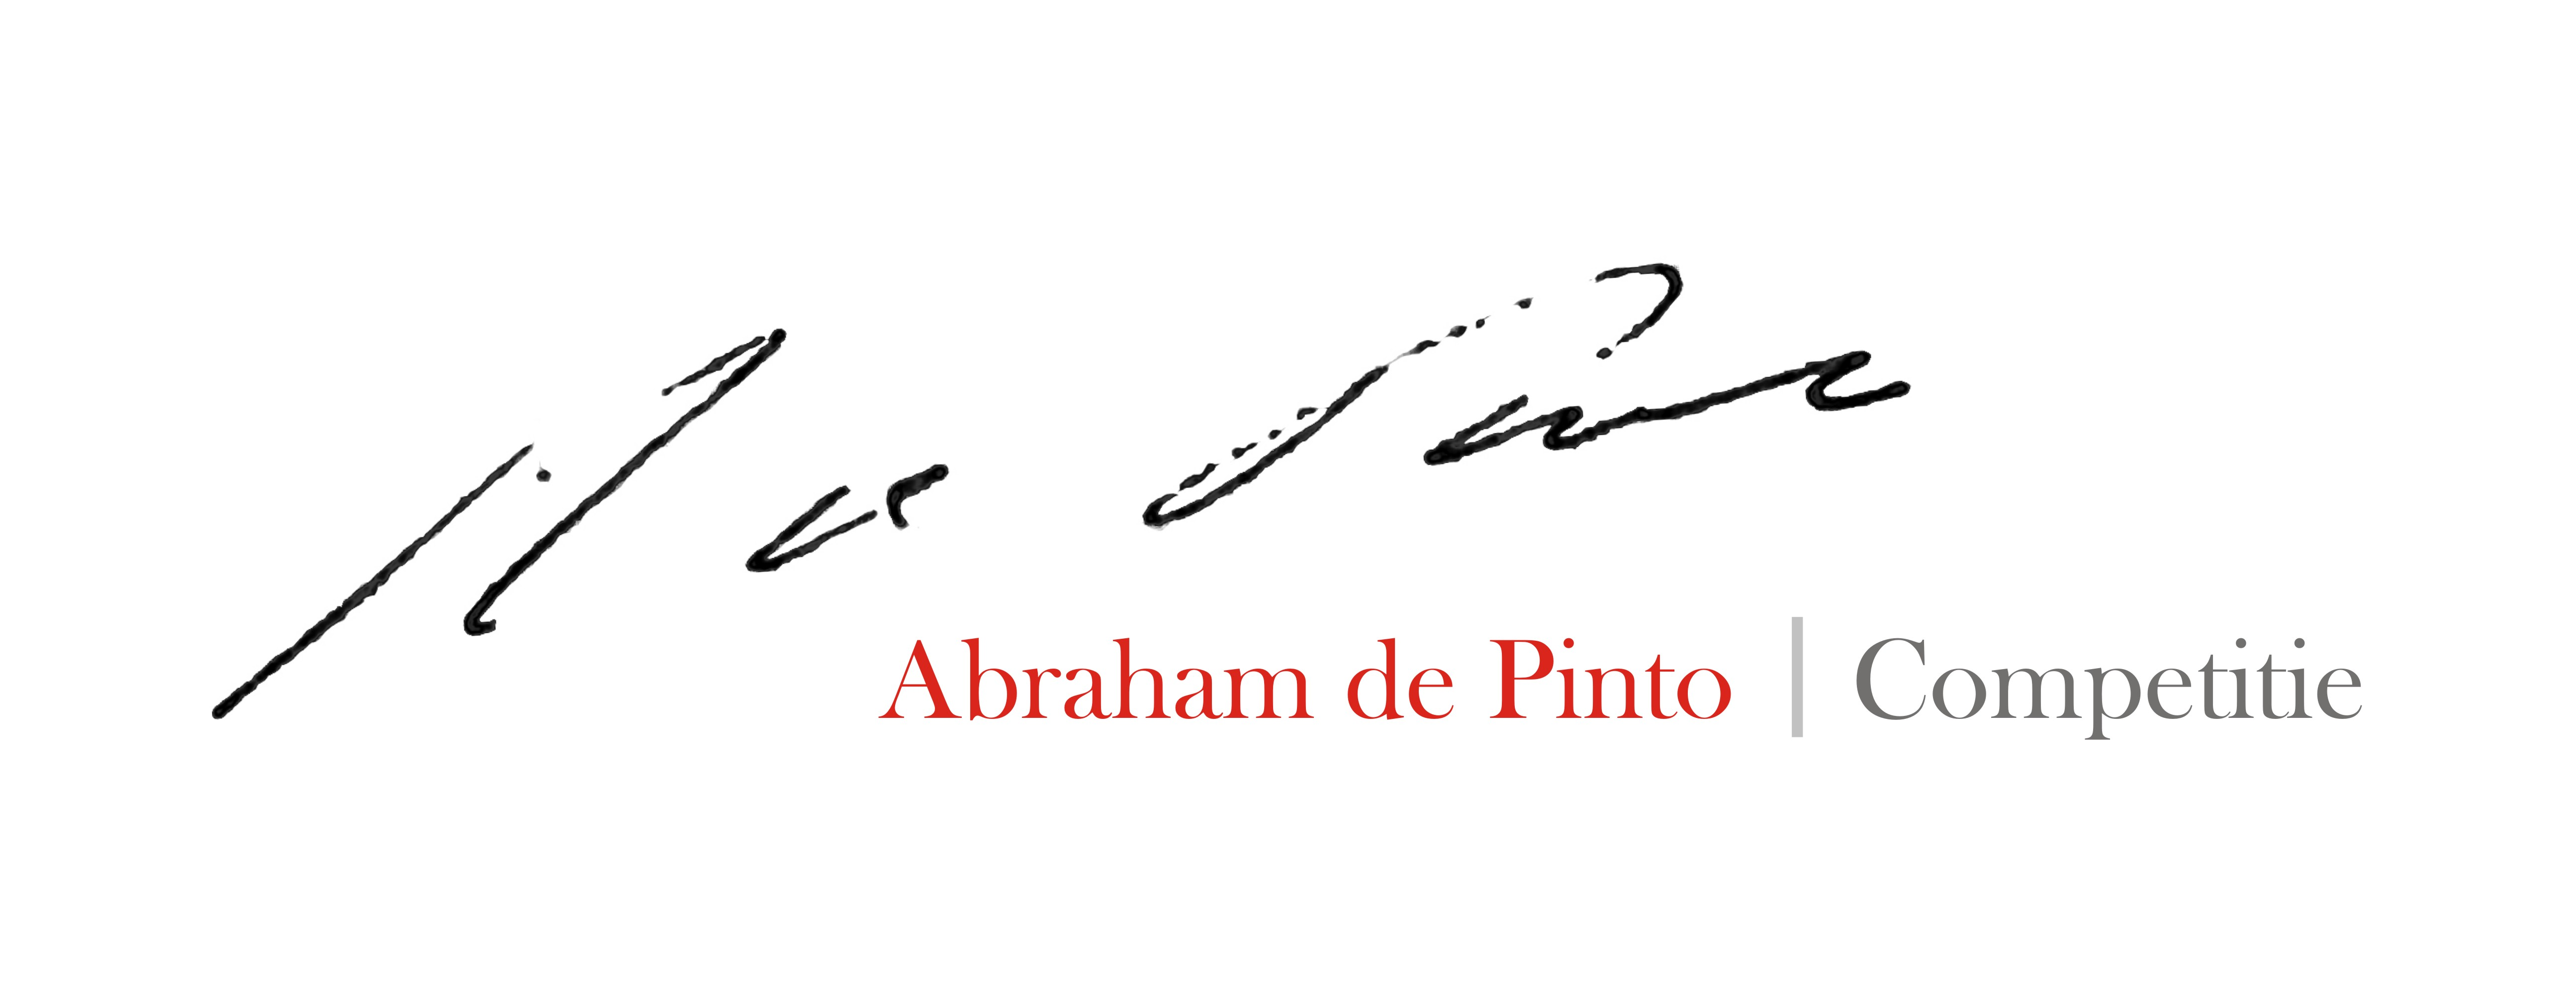 Abraham de Pinto | Competitie